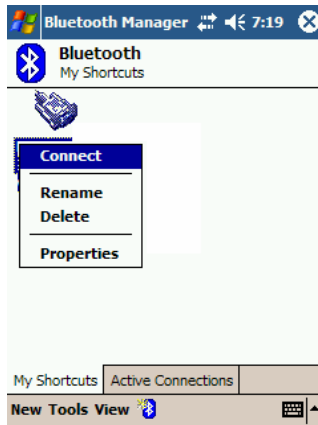 Bluetooth Manager 7:19
Bluetooth
My Shortcuts
Connect
Rename
Delete
Properties
My Shortcuts Active Connections
New Tools View